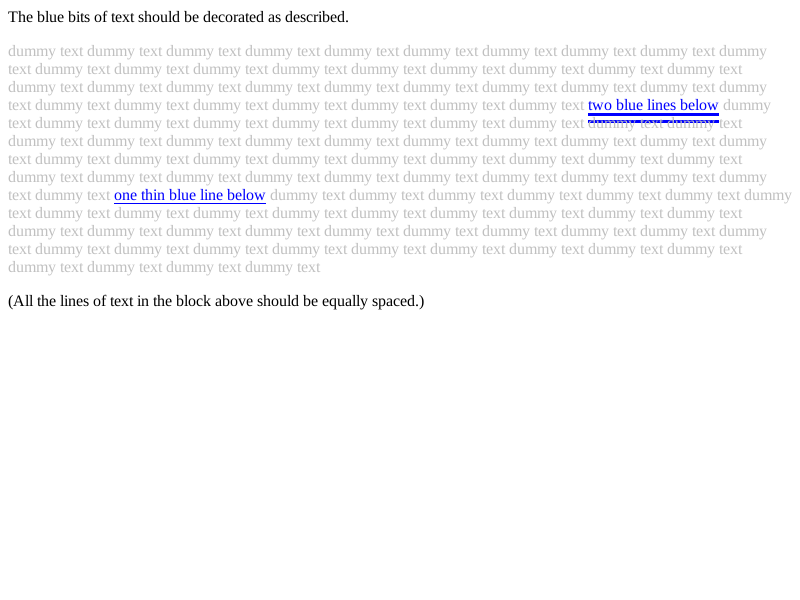 The blue bits of text should be decorated as described.
dummy text dummy text dummy text dummy text dummy text dummy text dummy text dummy text dummy text dummy
text dummy text dummy text dummy text dummy text dummy text dummy text dummy text dummy text dummy text
dummy text dummy text dummy text dummy text dummy text dummy text dummy text dummy text dummy text dummy
text dummy text dummy text dummy text dummy text dummy text dummy text dummy text two blue lines below dummy
text dummy text dummy text dummy text dummy text dummy text dummy text dummy text dummy text dummy text
dummy text dummy text dummy text dummy text dummy text dummy text dummy text dummy text dummy text dummy
text dummy text dummy text dummy text dummy text dummy text dummy text dummy text dummy text dummy text
dummy text dummy text dummy text dummy text dummy text dummy text dummy text dummy text dummy text dummy
text dummy text one thin blue line below dummy text dummy text dummy text dummy text dummy text dummy text dummy
text dummy text dummy text dummy text dummy text dummy text dummy text dummy text dummy text dummy text
dummy text dummy text dummy text dummy text dummy text dummy text dummy text dummy text dummy text dummy
text dummy text dummy text dummy text dummy text dummy text dummy text dummy text dummy text dummy text
dummy text dummy text dummy text dummy text
(All the lines of text in the block above should be equally spaced.)